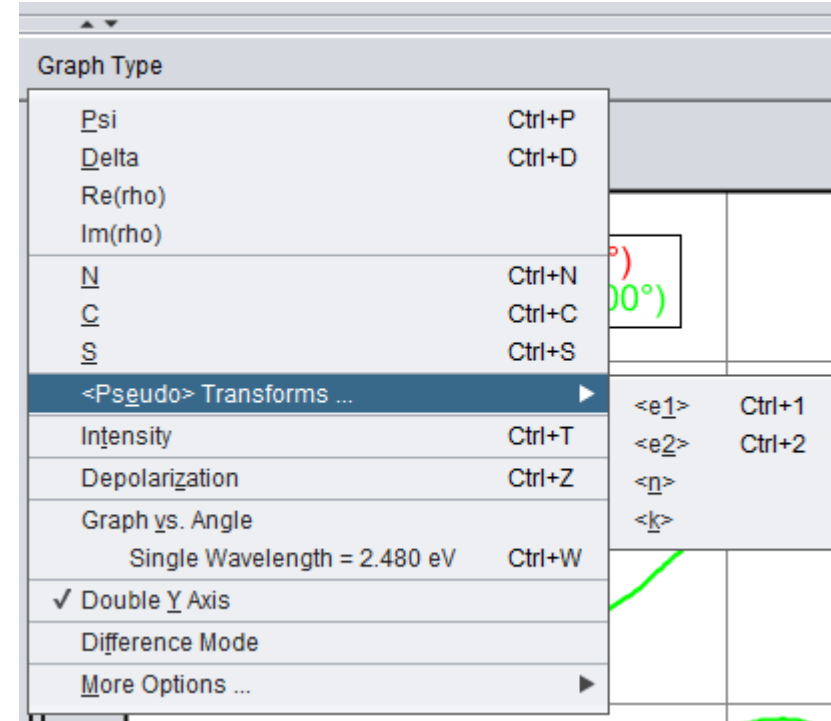 Graph Type
Psi Ctrl+P
Delta Ctrl+D
Re(rho)
Im(rho)
N Ctrl+N
C Ctrl+C
S Ctrl+S
<Pseudo> Transforms ...
<e1> Ctrl+1
<e2> Ctrl+2
<n>
<k>
Intensity Ctrl+T
Depolarization Ctrl+Z
Graph vs. Angle
Single Wavelength = 2.480 eV Ctrl+W
✓ Double Y Axis
Difference Mode
More Options ...
°)
00°)